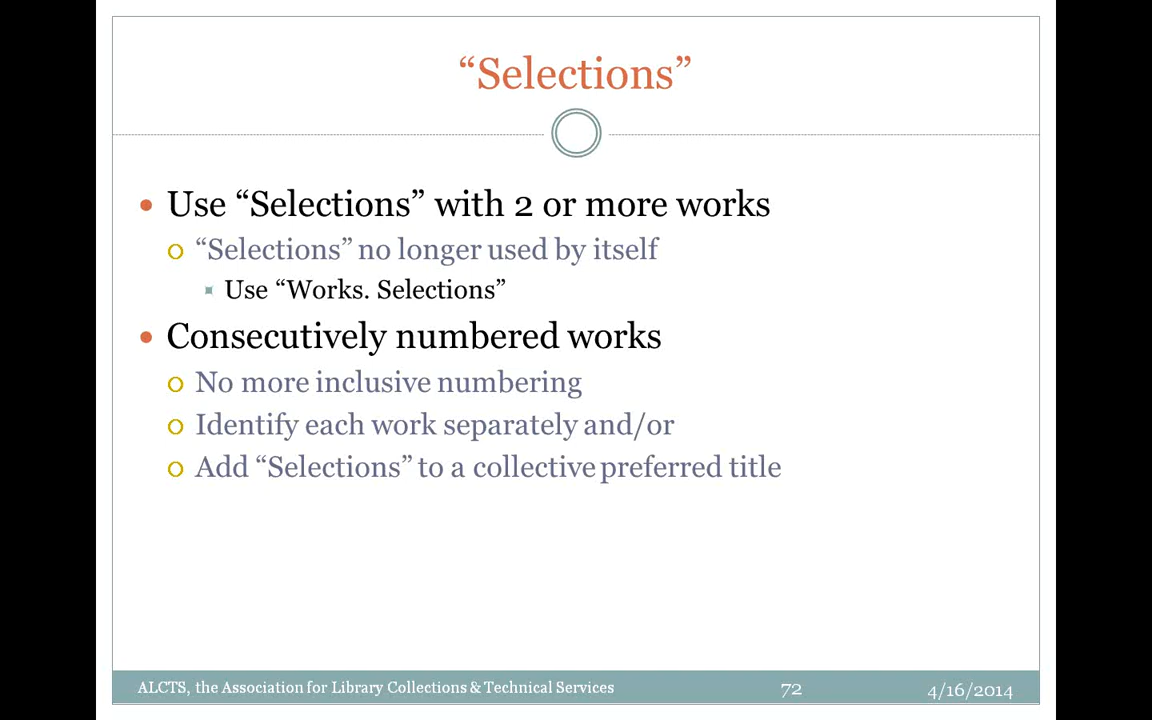 “Selections”
Use “Selections” with 2 or more works
“Selections” no longer used by itself
Use “Works. Selections”
Consecutively numbered works
No more inclusive numbering
Identify each work separately and/or
Add “Selections” to a collective preferred title
ALCTS, the Association for Library Collections & Technical Services
72
4/16/2014